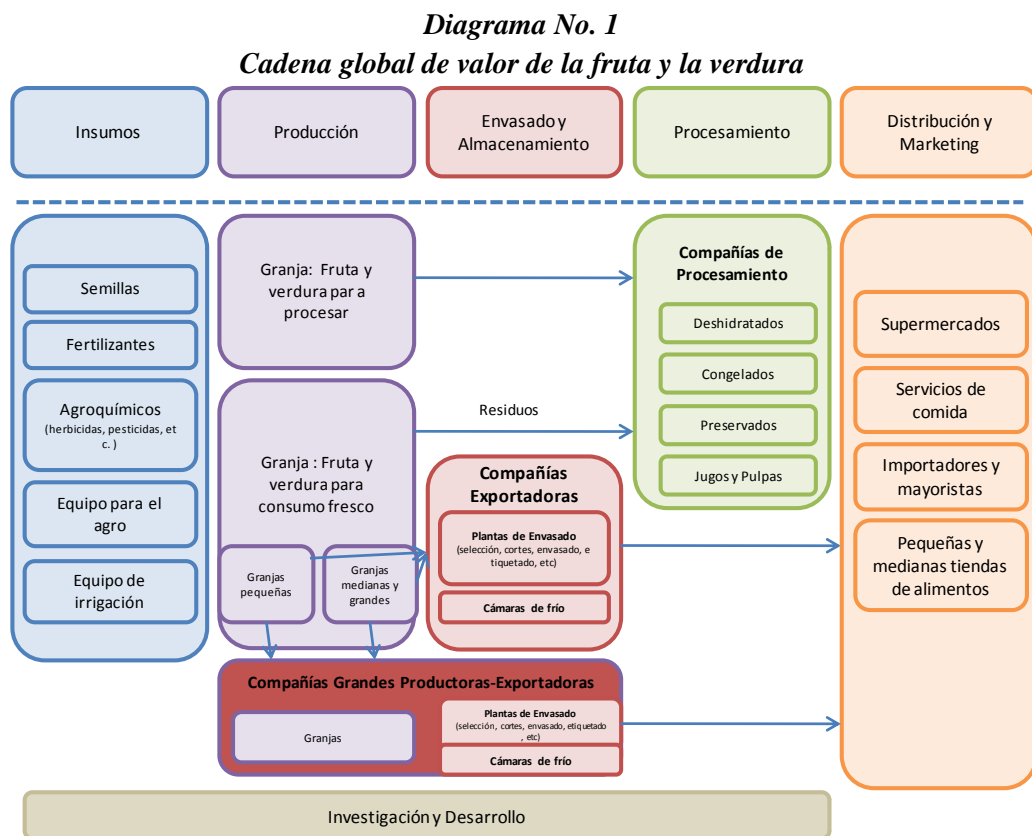 Diagrama No. 1
Cadena global de valor de la fruta y la verdura
Insumos
Producción
Envasado y
Almacenamiento
Procesamiento
Distribución y
Marketing
Semillas
Fertilizantes
Agroquímicos
(herbicidas, pesticidas, et
c. )
Equipo para el
agro
Equipo de
irrigación
Granja: Fruta y
verdura par a
procesar
Granja : Fruta y
verdura para
consumo fresco
Granjas
pequeñas
Granjas
medianas y
grandes
Residuos
Compañías
Exportadoras
Plantas de Envasado
(selección, cortes, envasado, e
tiquetado, etc)
Cámaras de frío
Compañías de
Procesamiento
Deshidratados
Congelados
Preservados
Jugos y Pulpas
Supermercados
Servicios de
comida
Importadores y
mayoristas
Pequeñas y
medianas tiendas
de alimentos
Compañías Grandes Productoras-Exportadoras
Granjas
Plantas de Envasado
(selección, cortes, envasado, etiquetado
, etc)
Cámaras de frío
Investigación y Desarrollo